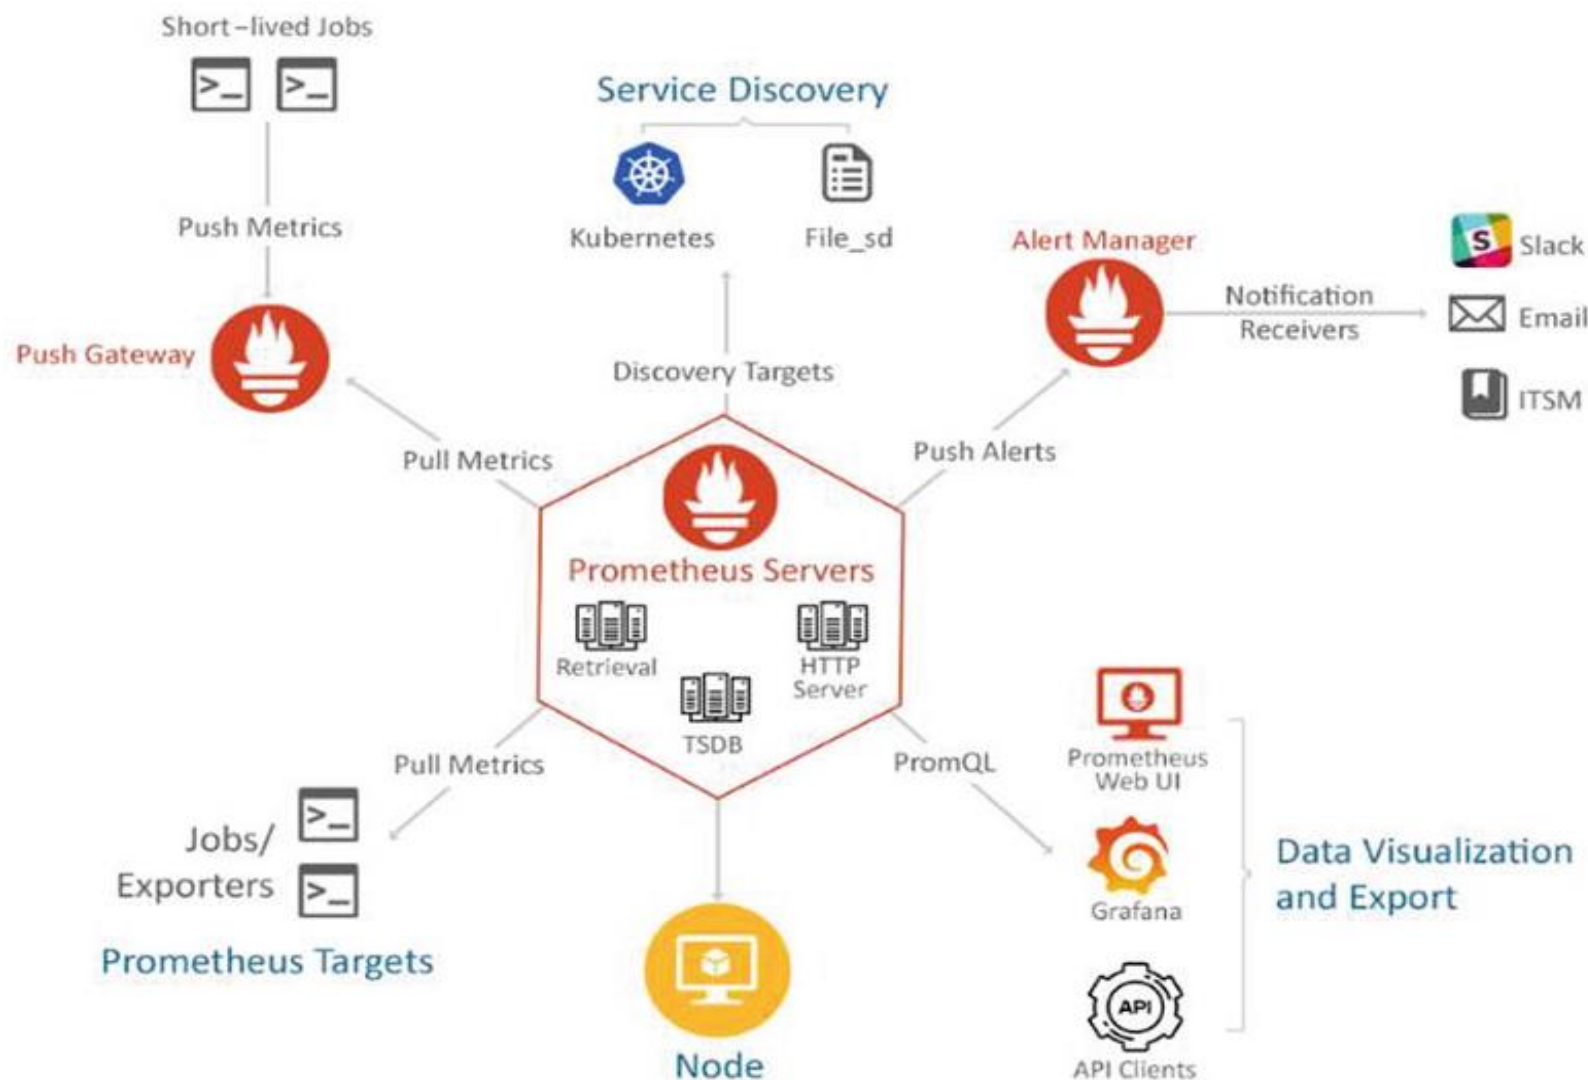 Short-lived Jobs
>_ >_
Push Metrics
Push Gateway
Service Discovery
Kubernetes
File_sd
Discovery Targets
Alert Manager
Notification
Receivers
S
Slack
Email
ITSM
Pull Metrics
Push Alerts
Prometheus Servers
Retrieval
HTTP
Server
TSDB
Pull Metrics
PromQL
Jobs/
Exporters
>_
>_
Prometheus Targets
Node
Prometheus
Web UI
Grafana
API
API Clients
Data Visualization
and Export